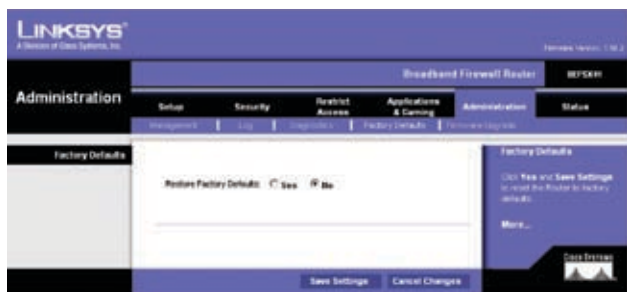 LINKSYS®
A Division of Cisco Systems, Inc.
Broadband Firewall Router
BEFSX41
Administration
Setup
Security
Restrict Access
Applications & Gaming
Administration
Status
Management | Log | Diagnostics | Factory Defaults | Firmware Upgrade
Factory Defaults
Restore Factory Defaults: Yes No
Factory Defaults
Click Yes and Save Settings
to reset the Router to factory
defaults.
More...
Save Settings
Cancel Changes
Cisco Systems